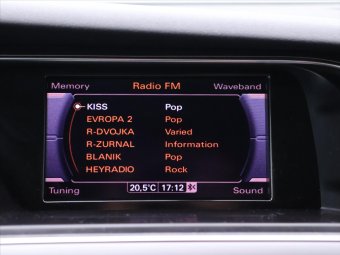 Memory Radio FM Waveband
KISS Pop
EVROPA 2 Pop
R-DVOJKA Varied
R-ZURNAL Information
BLANIK Pop
HEYRADIO Rock
Tuning 20,5°C 17:12 Sound